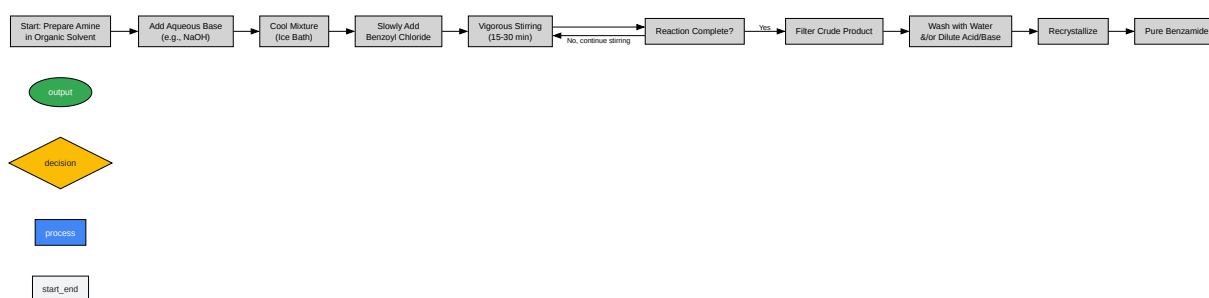 Start: Prepare Amine
in Organic Solvent
Add Aqueous Base
(e.g., NaOH)
Cool Mixture
(Ice Bath)
Slowly Add
Benzoyl Chloride
Vigorous Stirring
(15-30 min)
No, continue stirring
Reaction Complete?
Yes
Filter Crude Product
Wash with Water
&/or Dilute Acid/Base
Recrystallize
Pure Benzamide
output
decision
process
start_end